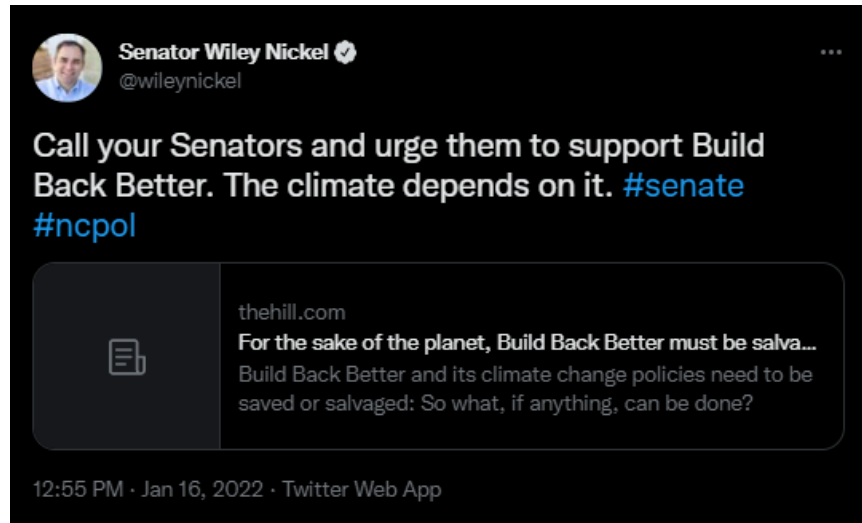 Senator Wiley Nickel
@wileynickel
Call your Senators and urge them to support Build
Back Better. The climate depends on it. #senate
#ncpol
thehill.com
For the sake of the planet, Build Back Better must be salva...
Build Back Better and its climate change policies need to be
saved or salvaged: So what, if anything, can be done?
12:55 PM · Jan 16, 2022 · Twitter Web App